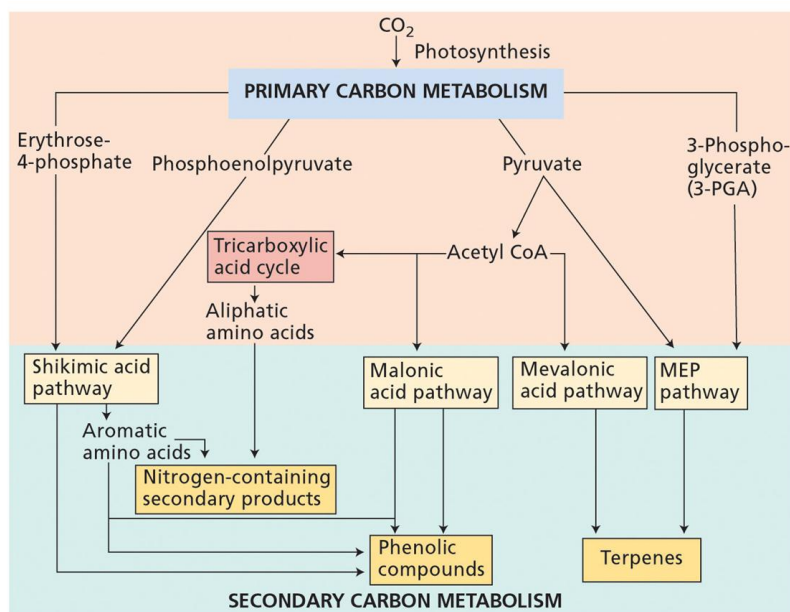 CO₂
Photosynthesis
PRIMARY CARBON METABOLISM
Erythrose-
4-phosphate
Phosphoenolpyruvate
Pyruvate
3-Phospho-
glycerate
(3-PGA)
Tricarboxylic
acid cycle
Acetyl CoA
Aliphatic
amino acids
Shikimic acid
pathway
Malonic
acid pathway
Mevalonic
acid pathway
MEP
pathway
Aromatic
amino acids
Nitrogen-containing
secondary products
Phenolic
compounds
Terpenes
SECONDARY CARBON METABOLISM